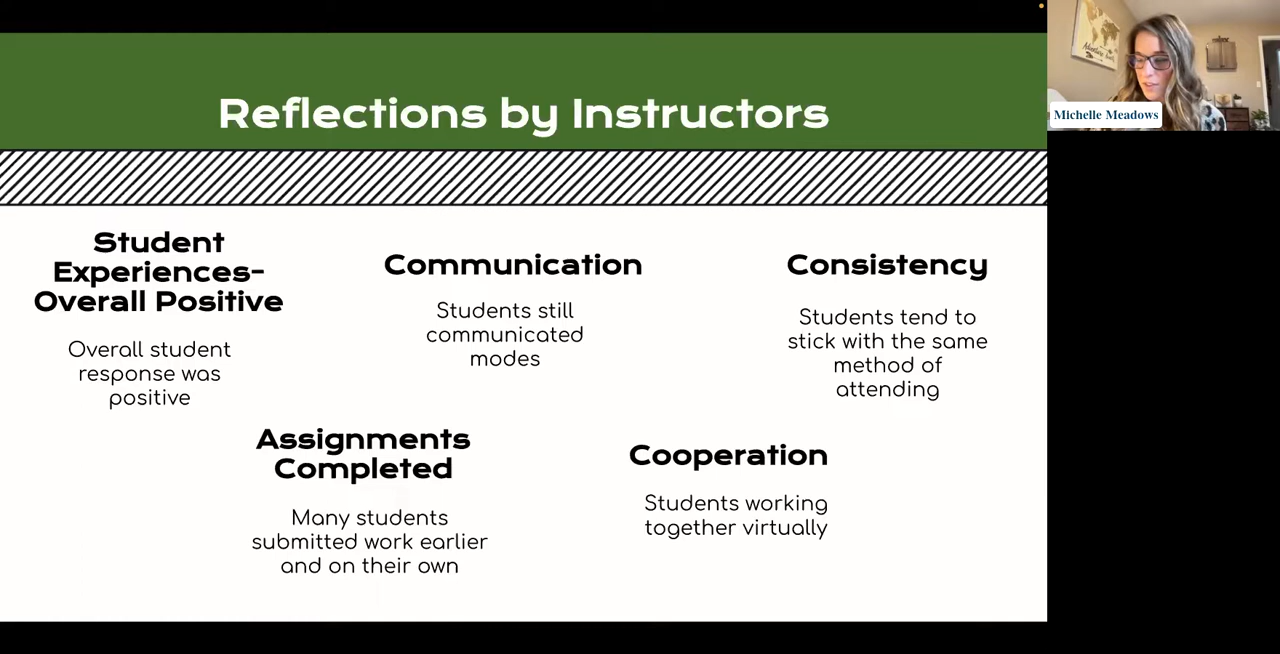 Reflections by Instructors
Michelle Meadows
Student
Experiences-
Overall Positive
Overall student
response was
positive
Communication
Students still
communicated
modes
Consistency
Students tend to
stick with the same
method of
attending
Assignments
Completed
Many students
submitted work earlier
and on their own
Cooperation
Students working
together virtually